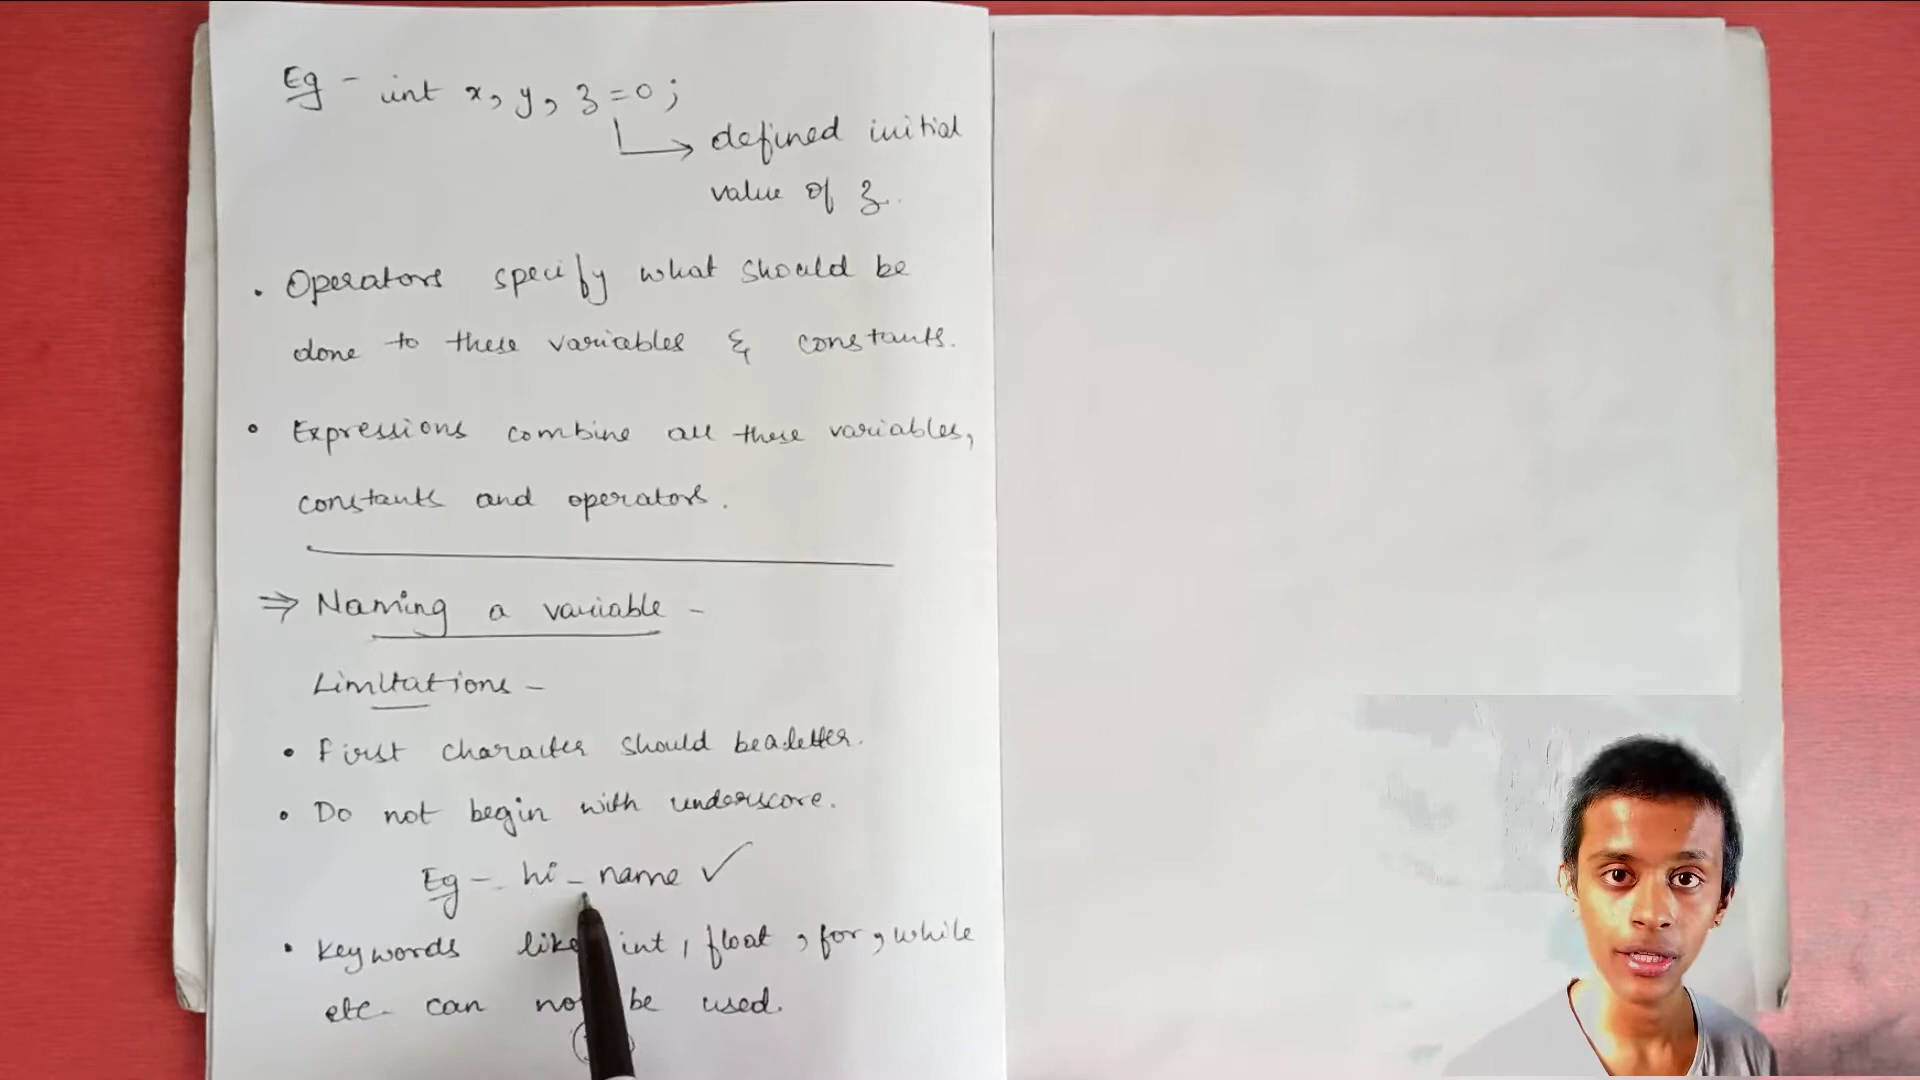 Eg - int x, y, z = 0;
defined initial
value of z.
• Operators specify what should be
done to these variables & constants.
• Expressions combine all these variables,
constants and operators.
⇒ Naming a variable -
Limitations -
• First character should be a letter.
• Do not begin with underscore.
Eg - hi_name ✓
• Keywords like int, float, for, while
etc. can be used.